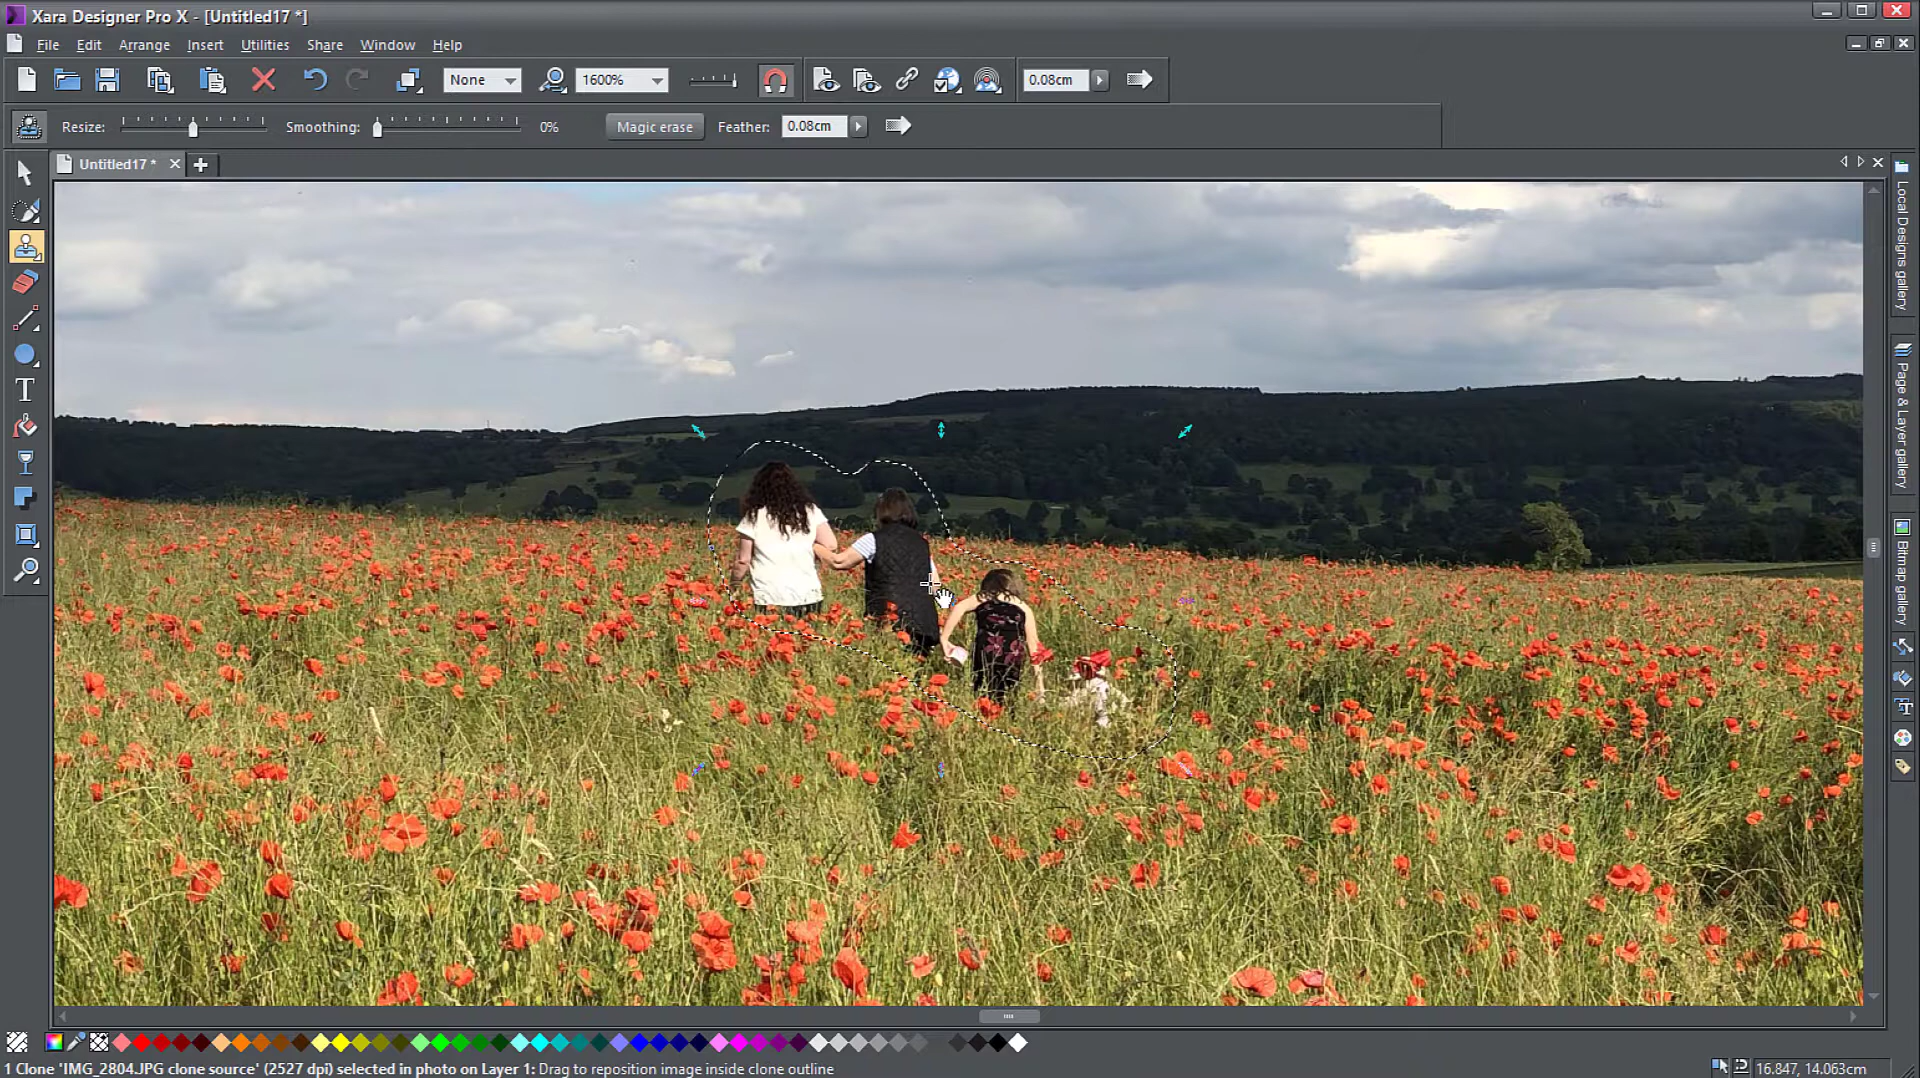 Xara Designer Pro X - [Untitled17 *]
File Edit Arrange Insert Utilities Share Window Help
None 1600% 0.08cm
Resize: Smoothing: 0% Magic erase Feather: 0.08cm
Untitled17 *
Local Designs gallery
Page & Layer gallery
Bitmap gallery
1 Clone 'IMG_2804.JPG clone source' (2527 dpi) selected in photo on Layer 1: Drag to reposition image inside clone outline
16.847, 14.063cm